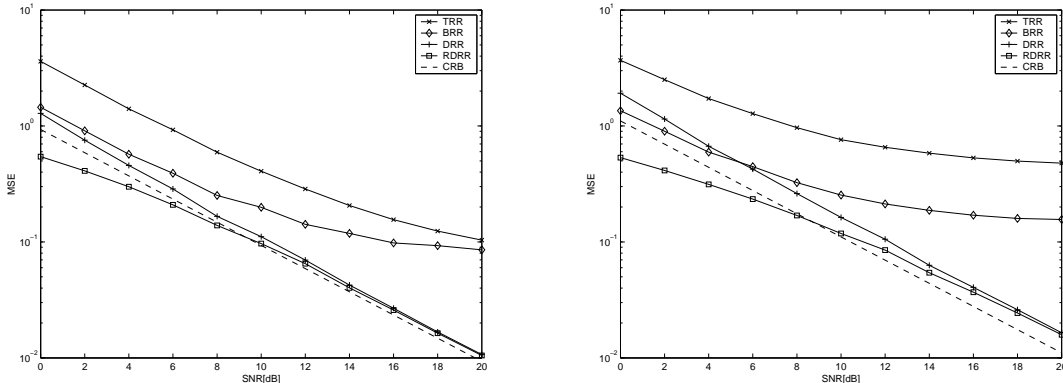 10^1
10^0
10^-1
10^-2
MSE
0 2 4 6 8 10 12 14 16 18 20
SNR[dB]
TRR
BRR
DRR
RDRR
CRB
10^1
10^0
10^-1
10^-2
MSE
0 2 4 6 8 10 12 14 16 18 20
SNR[dB]
TRR
BRR
DRR
RDRR
CRB